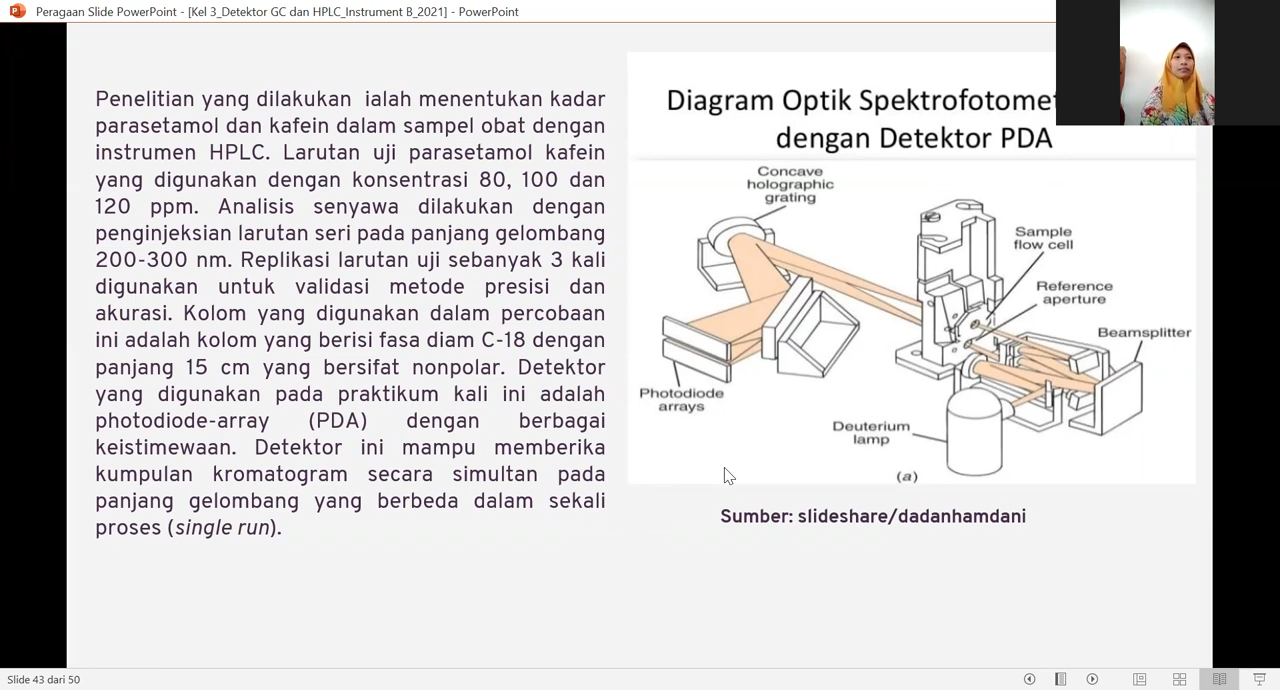 Peragaan Slide PowerPoint - [Kel 3_Detektor GC dan HPLC_Instrument B_2021] - PowerPoint
Penelitian yang dilakukan ialah menentukan kadar
parasetamol dan kafein dalam sampel obat dengan
instrumen HPLC. Larutan uji parasetamol kafein
yang digunakan dengan konsentrasi 80, 100 dan
120 ppm. Analisis senyawa dilakukan dengan
penginjeksian larutan seri pada panjang gelombang
200-300 nm. Replikasi larutan uji sebanyak 3 kali
digunakan untuk validasi metode presisi dan
akurasi. Kolom yang digunakan dalam percobaan
ini adalah kolom yang berisi fasa diam C-18 dengan
panjang 15 cm yang bersifat nonpolar. Detektor
yang digunakan pada praktikum kali ini adalah
photodiode-array (PDA) dengan berbagai
keistimewaan. Detektor ini mampu memberika
kumpulan kromatogram secara simultan pada
panjang gelombang yang berbeda dalam sekali
proses (single run).
Diagram Optik Spektrofotomet
dengan Detektor PDA
Concave
holographic
grating
Sample
flow cell
Reference
aperture
Beamsplitter
Photodiode
arrays
Deuterium
lamp
(a)
Sumber: slideshare/dadanhamdani
Slide 43 dari 50